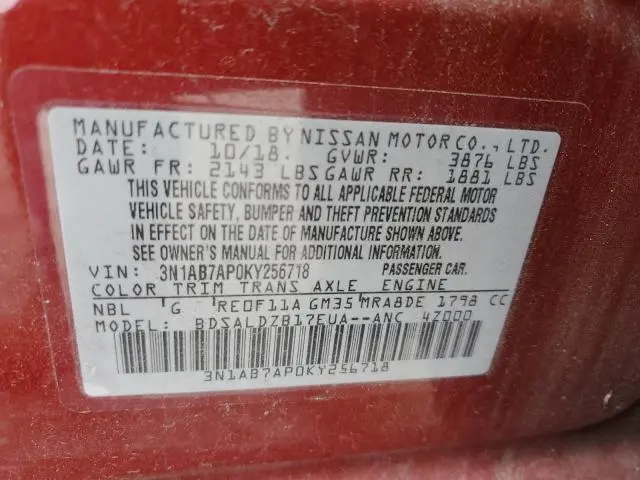 MANUFACTURED BY NISSAN MOTOR CO., LTD.
DATE: 10/18. GVWR: 3876 LBS
GAWR FR: 2143 LBS GAWR RR: 1881 LBS
THIS VEHICLE CONFORMS TO ALL APPLICABLE FEDERAL MOTOR
VEHICLE SAFETY, BUMPER AND THEFT PREVENTION STANDARDS
IN EFFECT ON THE DATE OF MANUFACTURE SHOWN ABOVE.
SEE OWNER'S MANUAL FOR ADDITIONAL INFORMATION.
VIN: 3N1AB7AP0KY256718 PASSENGER CAR.
COLOR TRIM TRANS AXLE ENGINE
NBL G RE0F11A GM35 MRA8DE 1798 CC
MODEL: BDSALDZB17EUA--ANC 4Z000
3N1AB7AP0KY256718